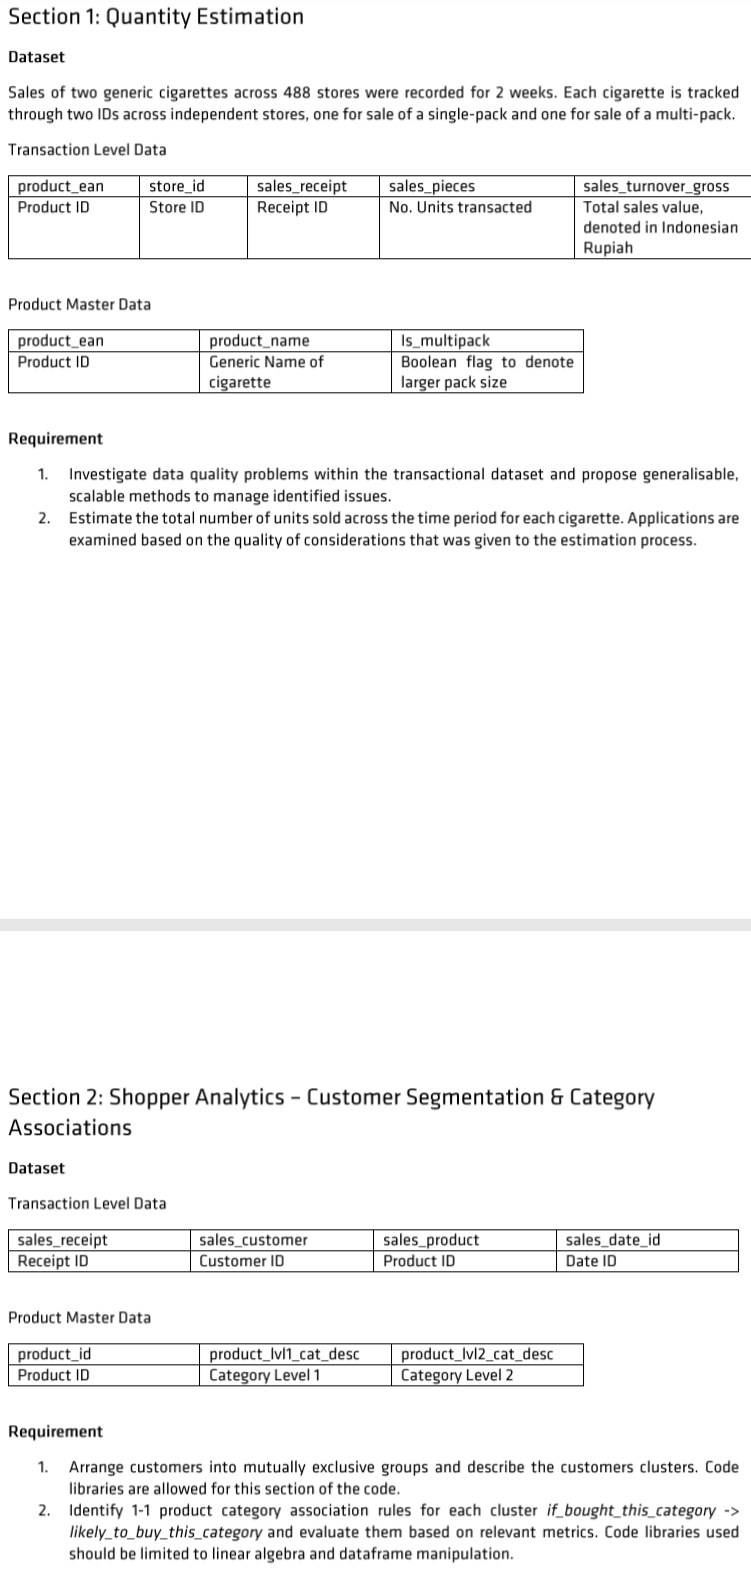 Section 1: Quantity Estimation
Dataset
Sales of two generic cigarettes across 488 stores were recorded for 2 weeks. Each cigarette is tracked
through two IDs across independent stores, one for sale of a single-pack and one for sale of a multi-pack.
Transaction Level Data
product_ean store_id sales_receipt sales_pieces sales_turnover_gross
Product ID Store ID Receipt ID No. Units transacted Total sales value,
denoted in Indonesian
Rupiah
Product Master Data
product_ean product_name Is_multipack
Product ID Generic Name of Boolean flag to denote
cigarette larger pack size
Requirement
1. Investigate data quality problems within the transactional dataset and propose generalisable,
scalable methods to manage identified issues.
2. Estimate the total number of units sold across the time period for each cigarette. Applications are
examined based on the quality of considerations that was given to the estimation process.
Section 2: Shopper Analytics – Customer Segmentation & Category
Associations
Dataset
Transaction Level Data
sales_receipt sales_customer sales_product sales_date_id
Receipt ID Customer ID Product ID Date ID
Product Master Data
product_id product_lvl1_cat_desc product_lvl2_cat_desc
Product ID Category Level 1 Category Level 2
Requirement
1. Arrange customers into mutually exclusive groups and describe the customers clusters. Code
libraries are allowed for this section of the code.
2. Identify 1-1 product category association rules for each cluster if_bought_this_category ->
likely_to_buy_this_category and evaluate them based on relevant metrics. Code libraries used
should be limited to linear algebra and dataframe manipulation.